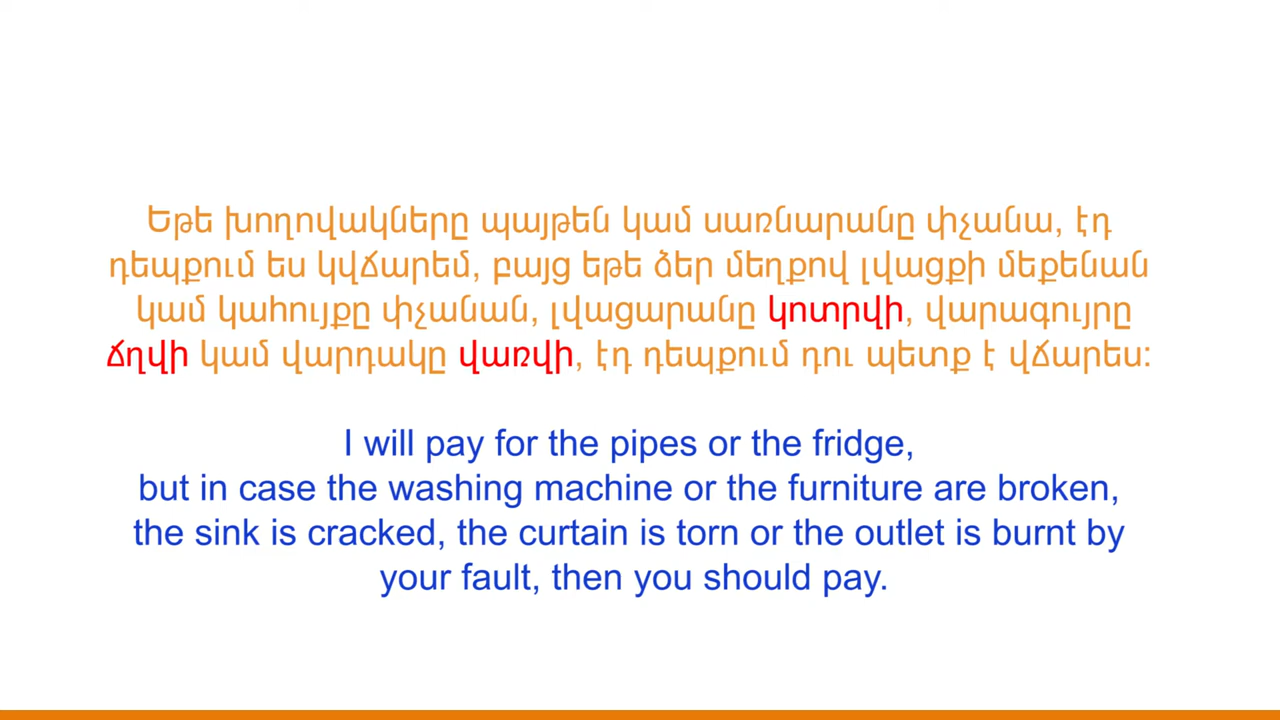 Եթե խողովակները պայթեն կամ սառնարանը փչանա, էդ
դեպքում ես կվճարեմ, բայց եթե ձեր մեղքով լվացքի մեքենան
կամ կահույքը փչանան, լվացարանը կոտրվի, վարագույրը
ճղվի կամ վարդակը վառվի, էդ դեպքում դու պետք է վճարես:
I will pay for the pipes or the fridge,
but in case the washing machine or the furniture are broken,
the sink is cracked, the curtain is torn or the outlet is burnt by
your fault, then you should pay.